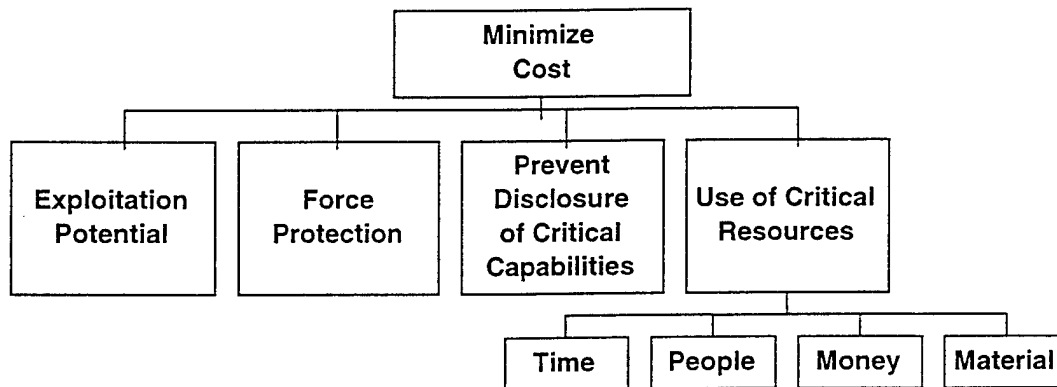 Minimize
Cost
Exploitation
Potential
Force
Protection
Prevent
Disclosure
of Critical
Capabilities
Use of Critical
Resources
Time
People
Money
Material